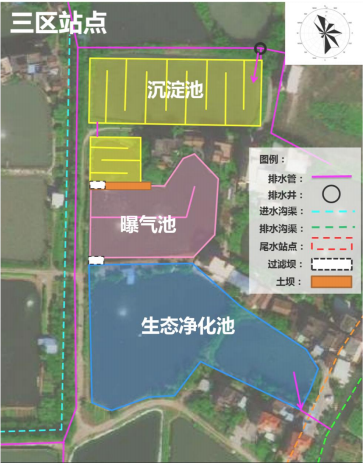 三区站点
沉淀池
曝气池
生态净化池
图例：
排水管：
排水井：
进水沟渠：
排水沟渠：
尾水站点：
过滤坝：
土坝：